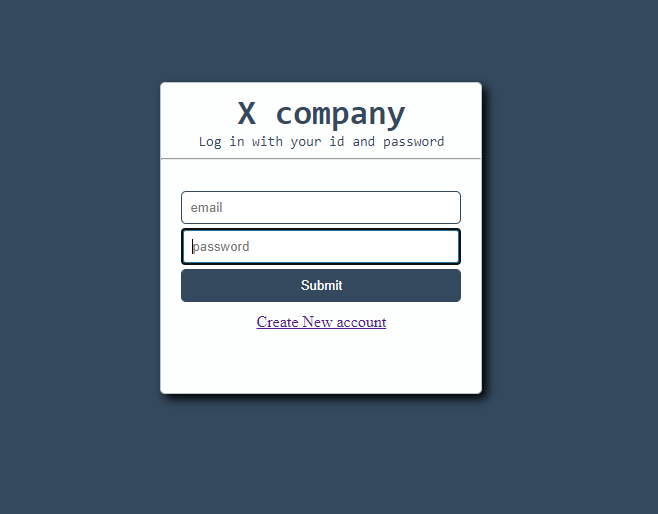 X company
Log in with your id and password
email
password
Submit
Create New account